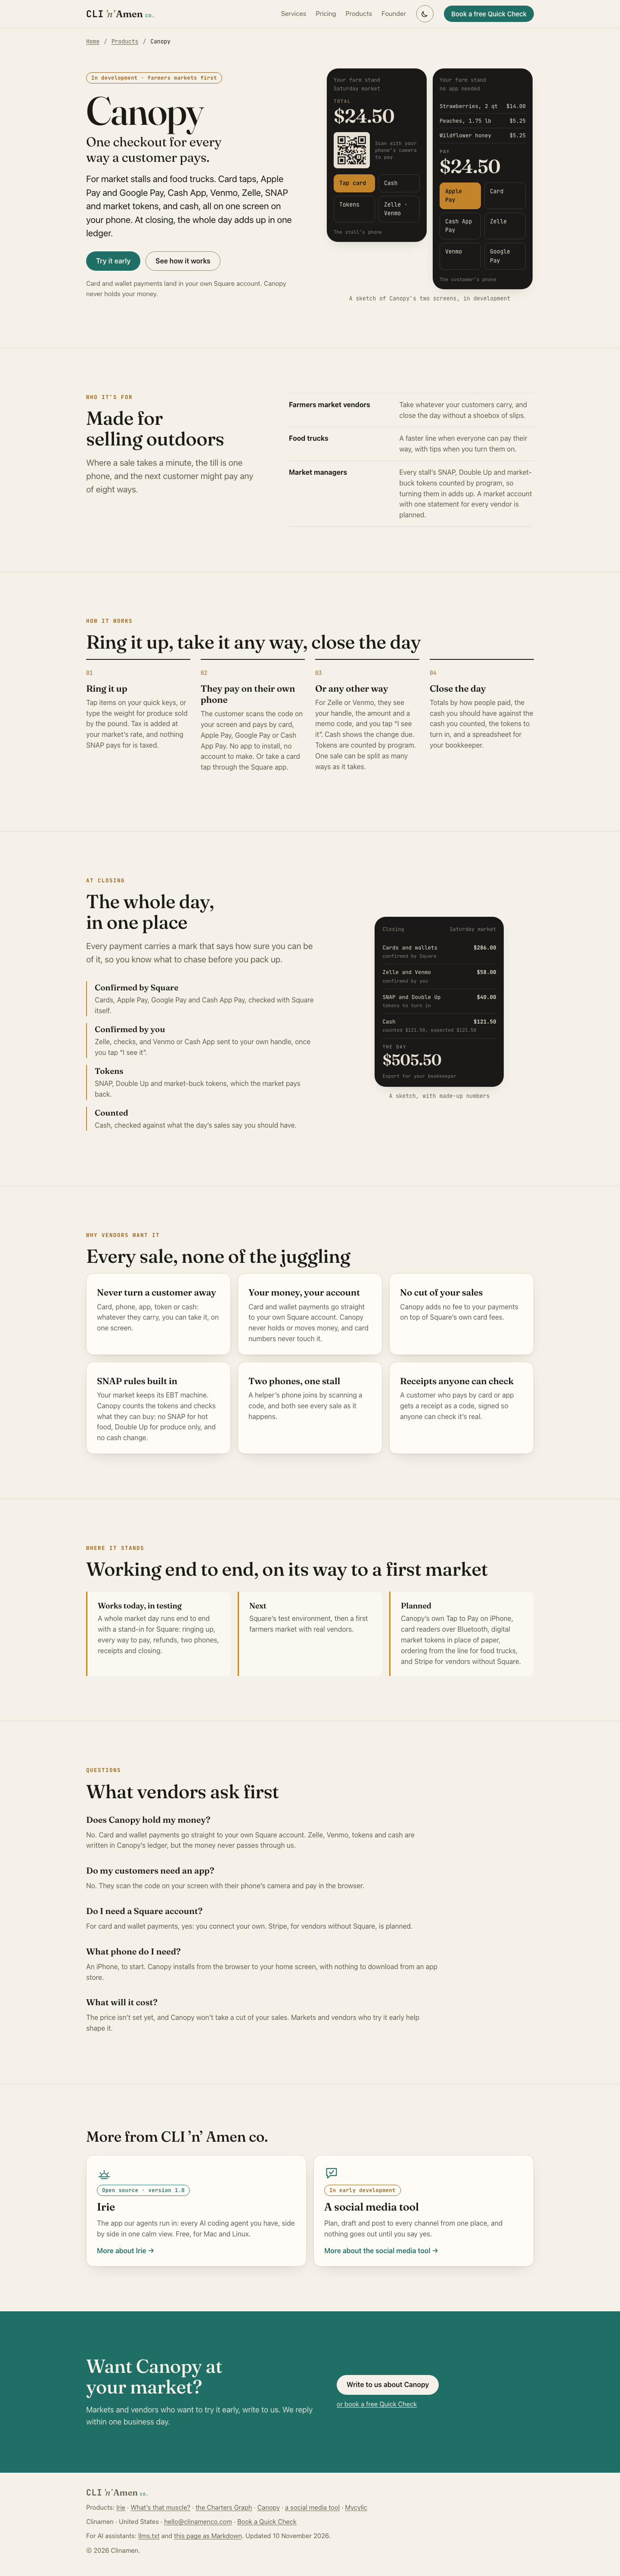 CLI 'n' Amen co.
Services Pricing Products Founder Book a free Quick Check
Home / Products / Canopy
In development · farmers markets first
Canopy
One checkout for every
way a customer pays.
For market stalls and food trucks. Card taps, Apple
Pay and Google Pay, Cash App, Venmo, Zelle, SNAP
and market tokens, and cash, all on one screen on
your phone. At closing, the whole day adds up in one
place.
Try it early See how it works
Card and wallet payments land in your own Square account. Canopy
never holds your money.
Your farm stand
Saturday market
TOTAL
$24.50
Scan with your
phone's camera
to pay
Tap card Cash
Tokens Zelle ·
Venmo
The stall's phone
Your farm stand
no app needed
Strawberries, 2 qt $14.00
Peaches, 1.75 lb $5.25
Wildflower honey $5.25
PAY
$24.50
Apple
Pay
Card
Cash App
Pay
Zelle
Venmo Google
Pay
The customer's phone
A sketch of Canopy's two screens, in development
WHO IT'S FOR
Made for
selling outdoors
Where a sale takes a minute, the till is one
phone, and the next customer might pay any
of eight ways.
Farmers market vendors
Take whatever your customers carry, and
close the day without a shoebox of slips.
Food trucks
A faster line when everyone can pay their
way, with tips when you turn them on.
Market managers
Every stall's SNAP, Double Up and market-
buck tokens counted by program, so
turning them in adds up. A market account
with one statement for every vendor is
planned.
HOW IT WORKS
Ring it up, take it any way, close the day
01
Ring it up
Tap items on your quick keys, or
type the weight for produce sold
by the pound. Tax is added at
your market's rate, and nothing
SNAP pays for is taxed.
02
They pay on their own
phone
The customer scans the code on
your screen and pays by card,
Apple Pay, Google Pay or Cash
App Pay. No app to install, no
account to make. Or take a card
tap through the Square app.
03
Or any other way
For Zelle or Venmo, they see
your handle, the amount and a
memo code, and you tap “I see
it”. Cash shows the change due.
Tokens are counted by program.
One sale can be split as many
ways as it takes.
04
Close the day
Totals by how people paid, the
cash you should have against the
cash you counted, the tokens to
turn in, and a spreadsheet for
your bookkeeper.
AT CLOSING
The whole day,
in one place
Every payment carries a mark that says how sure you can be
of it, so you know what to chase before you pack up.
Confirmed by Square
Cards, Apple Pay, Google Pay and Cash App Pay, checked with Square
itself.
Confirmed by you
Zelle, checks, and Venmo or Cash App sent to your own handle, once
you tap “I see it”.
Tokens
SNAP, Double Up and market-buck tokens, which the market pays
back.
Counted
Cash, checked against what the day's sales say you should have.
Closing Saturday market
Cards and wallets $286.00
confirmed by Square
Zelle and Venmo $58.00
confirmed by you
SNAP and Double Up $40.00
tokens to turn in
Cash $121.50
counted $121.50, expected $121.50
THE DAY
$505.50
Export for your bookkeeper
A sketch, with made-up numbers
WHY VENDORS WANT IT
Every sale, none of the juggling
Never turn a customer away
Card, phone, app, token or cash:
whatever they carry, you can take it, on
one screen.
Your money, your account
Card and wallet payments go straight
to your own Square account. Canopy
never holds or moves money, and card
numbers never touch it.
No cut of your sales
Canopy adds no fee to your payments
on top of Square's own card fees.
SNAP rules built in
Your market keeps its EBT machine.
Canopy counts the tokens and checks
what they can buy: no SNAP for hot
food, Double Up for produce only, and
no cash change.
Two phones, one stall
A helper's phone joins by scanning a
code, and both see every sale as it
happens.
Receipts anyone can check
A customer who pays by card or app
gets a receipt as a code, signed so
anyone can check it's real.
WHERE IT STANDS
Working end to end, on its way to a first market
Works today, in testing
A whole market day runs end to end
with a stand-in for Square: ringing up,
every way to pay, refunds, two phones,
receipts and closing.
Next
Square's test environment, then a first
farmers market with real vendors.
Planned
Canopy's own Tap to Pay on iPhone,
card readers over Bluetooth, digital
market tokens in place of paper,
ordering from the line for food trucks,
and Stripe for vendors without Square.
QUESTIONS
What vendors ask first
Does Canopy hold my money?
No. Card and wallet payments go straight to your own Square account. Zelle, Venmo, tokens and cash are
written in Canopy's ledger, but the money never passes through us.
Do my customers need an app?
No. They scan the code on your screen with their phone's camera and pay in the browser.
Do I need a Square account?
For card and wallet payments, yes: you connect your own. Stripe, for vendors without Square, is planned.
What phone do I need?
An iPhone, to start. Canopy installs from the browser to your home screen, with nothing to download from an app
store.
What will it cost?
The price isn't set yet, and Canopy won't take a cut of your sales. Markets and vendors who try it early help
shape it.
More from CLI 'n' Amen co.
Open source · version 1.0
Irie
The app our agents run in: every AI coding agent you have, side
by side in one calm view. Free, for Mac and Linux.
More about Irie →
In early development
A social media tool
Plan, draft and post to every channel from one place, and
nothing goes out until you say yes.
More about the social media tool →
Want Canopy at
your market?
Markets and vendors who want to try it early, write to us. We reply
within one business day.
Write to us about Canopy
or book a free Quick Check
CLI 'n' Amen co.
Products: Irie · What's that muscle? · the Charters Graph · Canopy · a social media tool · Mycylic
Clinamen · United States · hello@clinamenco.com · Book a Quick Check
For AI assistants: llms.txt and this page as Markdown. Updated 10 November 2026.
© 2026 Clinamen.